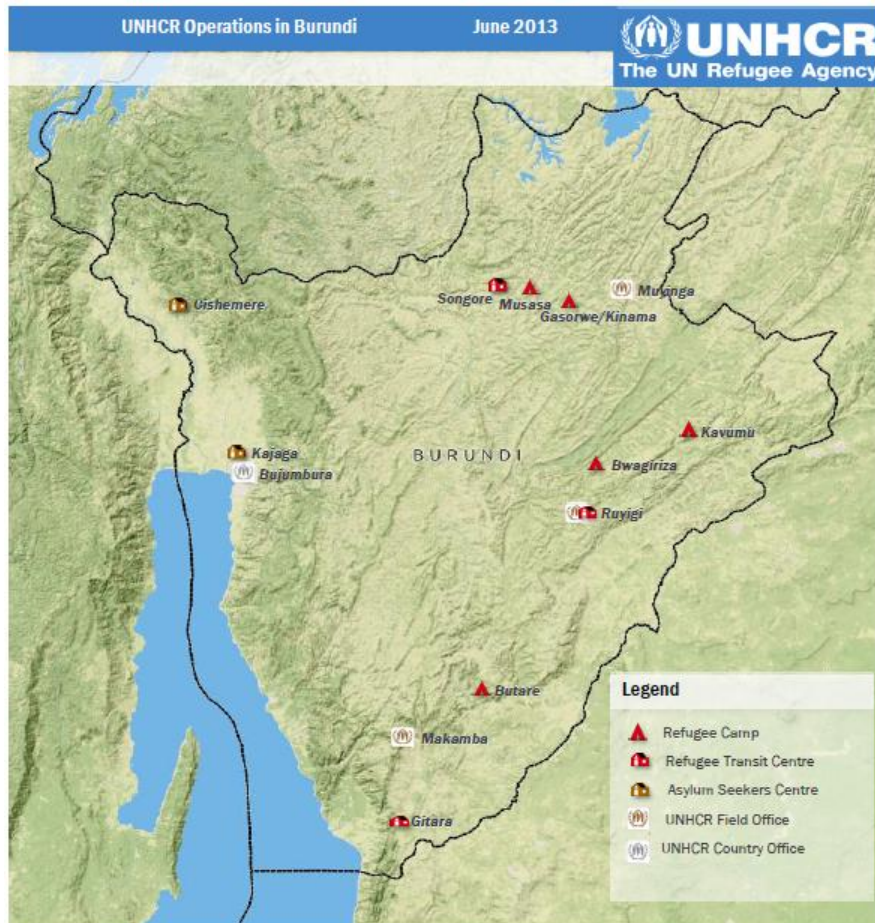 UNHCR Operations in Burundi June 2013
UNHCR
The UN Refugee Agency
Songore
Musasa
Muyinga
Gasorwe/Kinama
Cishemere
Kavumu
Kajaga
BURUNDI
Bwagiriza
Bujumbura
Ruyigi
Butare
Makamba
Gitara
Legend
Refugee Camp
Refugee Transit Centre
Asylum Seekers Centre
UNHCR Field Office
UNHCR Country Office